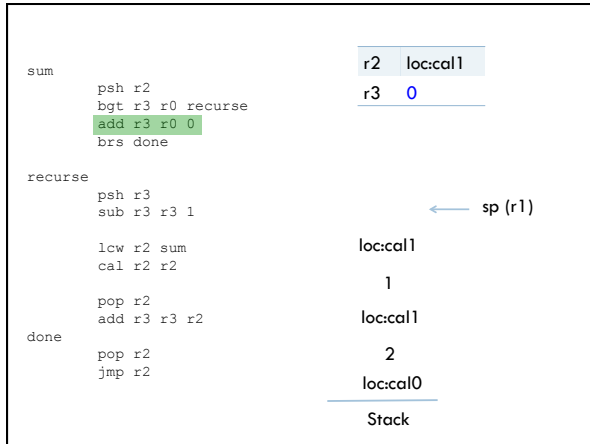 sum
psh r2
bgt r3 r0 recurse
add r3 r0 0
brs done
recurse
psh r3
sub r3 r3 1
lcw r2 sum
cal r2 r2
pop r2
add r3 r3 r2
done
pop r2
jmp r2
r2 loc:cal1
r3 0
sp (r1)
loc:cal1
1
loc:cal1
2
loc:cal0
Stack